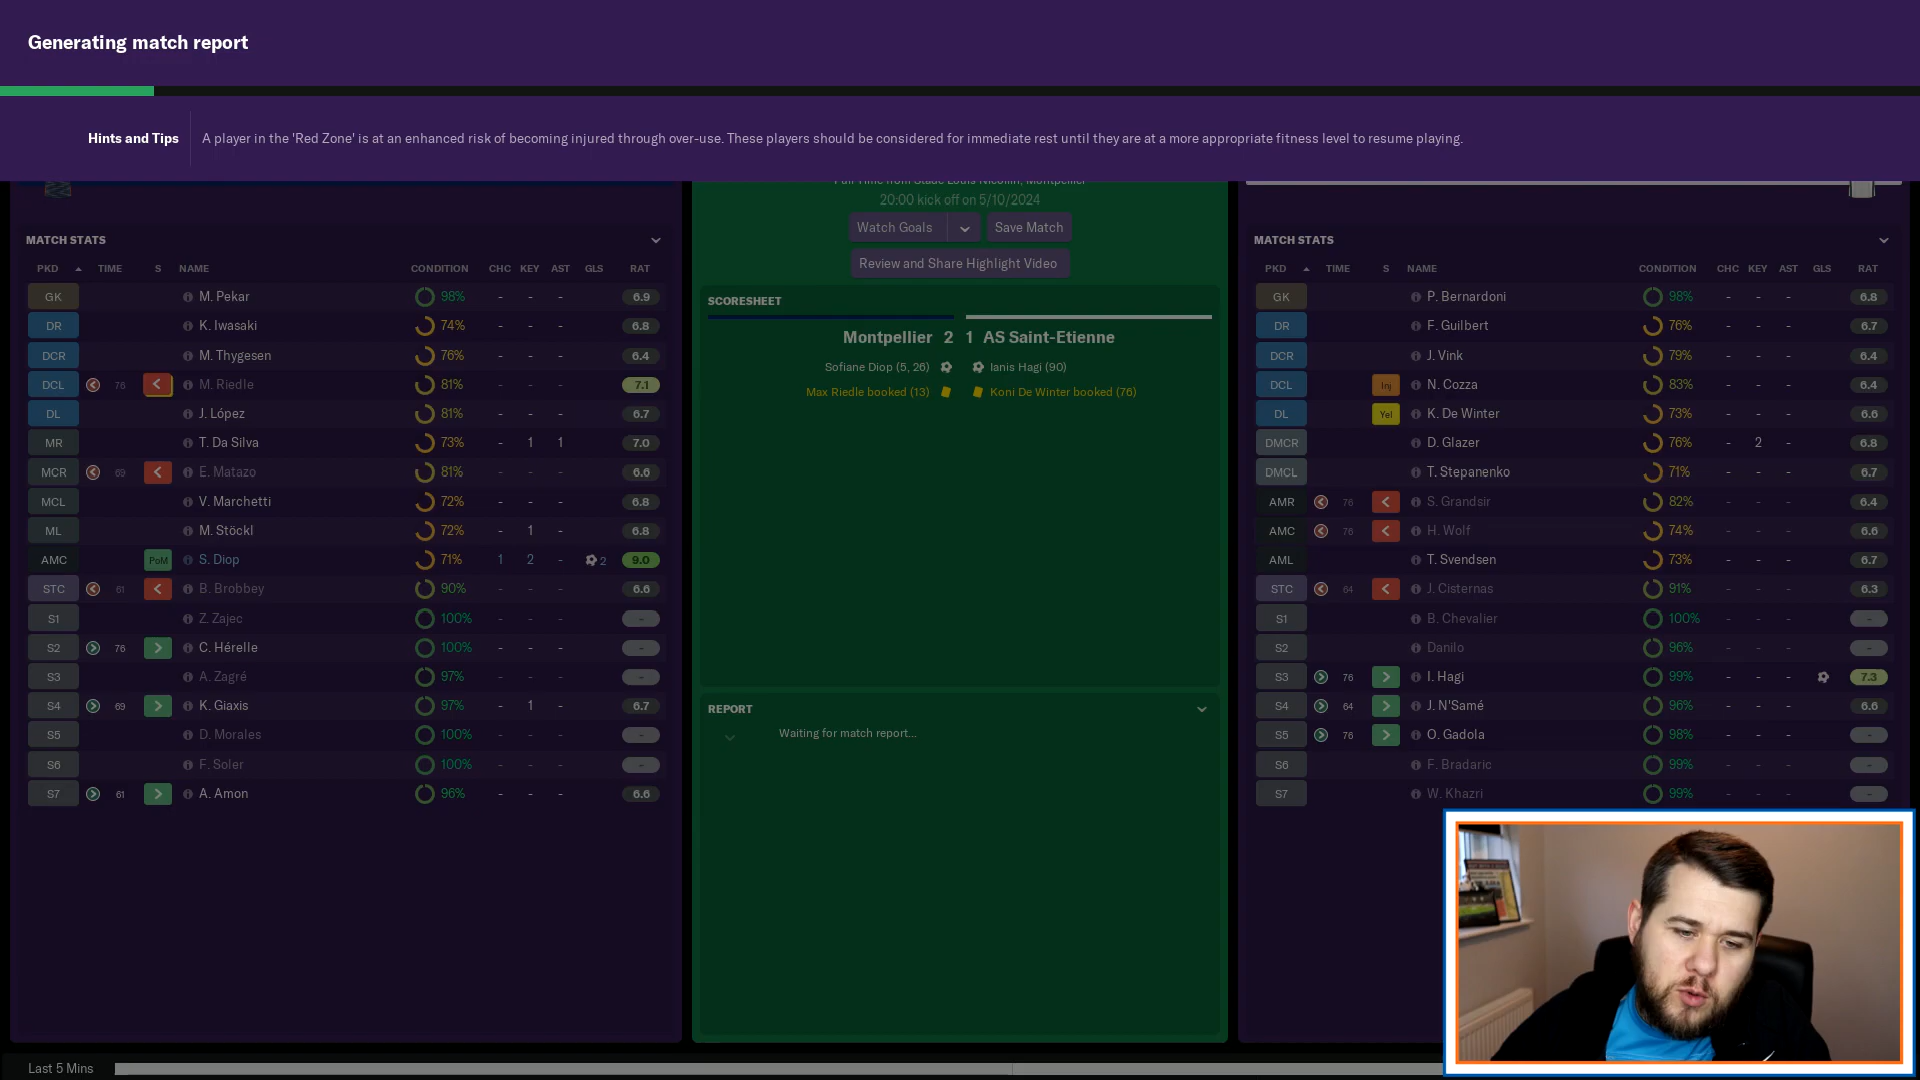 Generating match report
Hints and Tips
A player in the 'Red Zone' is at an enhanced risk of becoming injured through over-use. These players should be considered for immediate rest until they are at a more appropriate fitness level to resume playing.
Full Time from Stade Louis Nicollin, Montpellier
20:00 kick off on 5/10/2024
Watch Goals Save Match
Review and Share Highlight Video
MATCH STATS
PKD TIME S NAME CONDITION CHC KEY AST GLS RAT
GK M. Pekar 98% - - - 6.9
DR K. Iwasaki 74% - - - 6.8
DCR M. Thygesen 76% - - - 6.4
DCL 76 M. Riedle 81% - - - 7.1
DL J. López 81% - - - 6.7
MR T. Da Silva 73% - 1 1 7.0
MCR 69 E. Matazo 81% - - - 6.6
MCL V. Marchetti 72% - - - 6.8
ML M. Stöckl 72% - 1 - 6.8
AMC PoM S. Diop 71% 1 2 - 2 9.0
STC 61 B. Brobbey 90% - - - 6.6
S1 Z. Zajec 100% - - - -
S2 76 C. Hérelle 100% - - - -
S3 A. Zagré 97% - - - -
S4 69 K. Giaxis 97% - 1 - 6.7
S5 D. Morales 100% - - - -
S6 F. Soler 100% - - - -
S7 61 A. Amon 96% - - - 6.6
SCORESHEET
Montpellier 2 1 AS Saint-Etienne
Sofiane Diop (5, 26) Ianis Hagi (90)
Max Riedle booked (13) Koni De Winter booked (76)
REPORT
Waiting for match report...
MATCH STATS
PKD TIME S NAME CONDITION CHC KEY AST GLS RAT
GK P. Bernardoni 98% - - - 6.8
DR F. Guilbert 76% - - - 6.7
DCR J. Vink 79% - - - 6.4
DCL Inj N. Cozza 83% - - - 6.4
DL Yel K. De Winter 73% - - - 6.6
DMCR D. Glazer 76% - 2 - 6.8
DMCL T. Stepanenko 71% - - - 6.7
AMR 76 S. Grandsir 82% - - - 6.4
AMC 76 H. Wolf 74% - - - 6.6
AML T. Svendsen 73% - - - 6.7
STC 64 J. Cisternas 91% - - - 6.3
S1 B. Chevalier 100% - - - -
S2 Danilo 96% - - - -
S3 76 I. Hagi 99% - - - 7.3
S4 64 J. N'Samé 96% - - - 6.6
S5 76 O. Gadola 98% - - - -
S6 F. Bradaric 99% - - - -
S7 W. Khazri 99% - - - -
Last 5 Mins